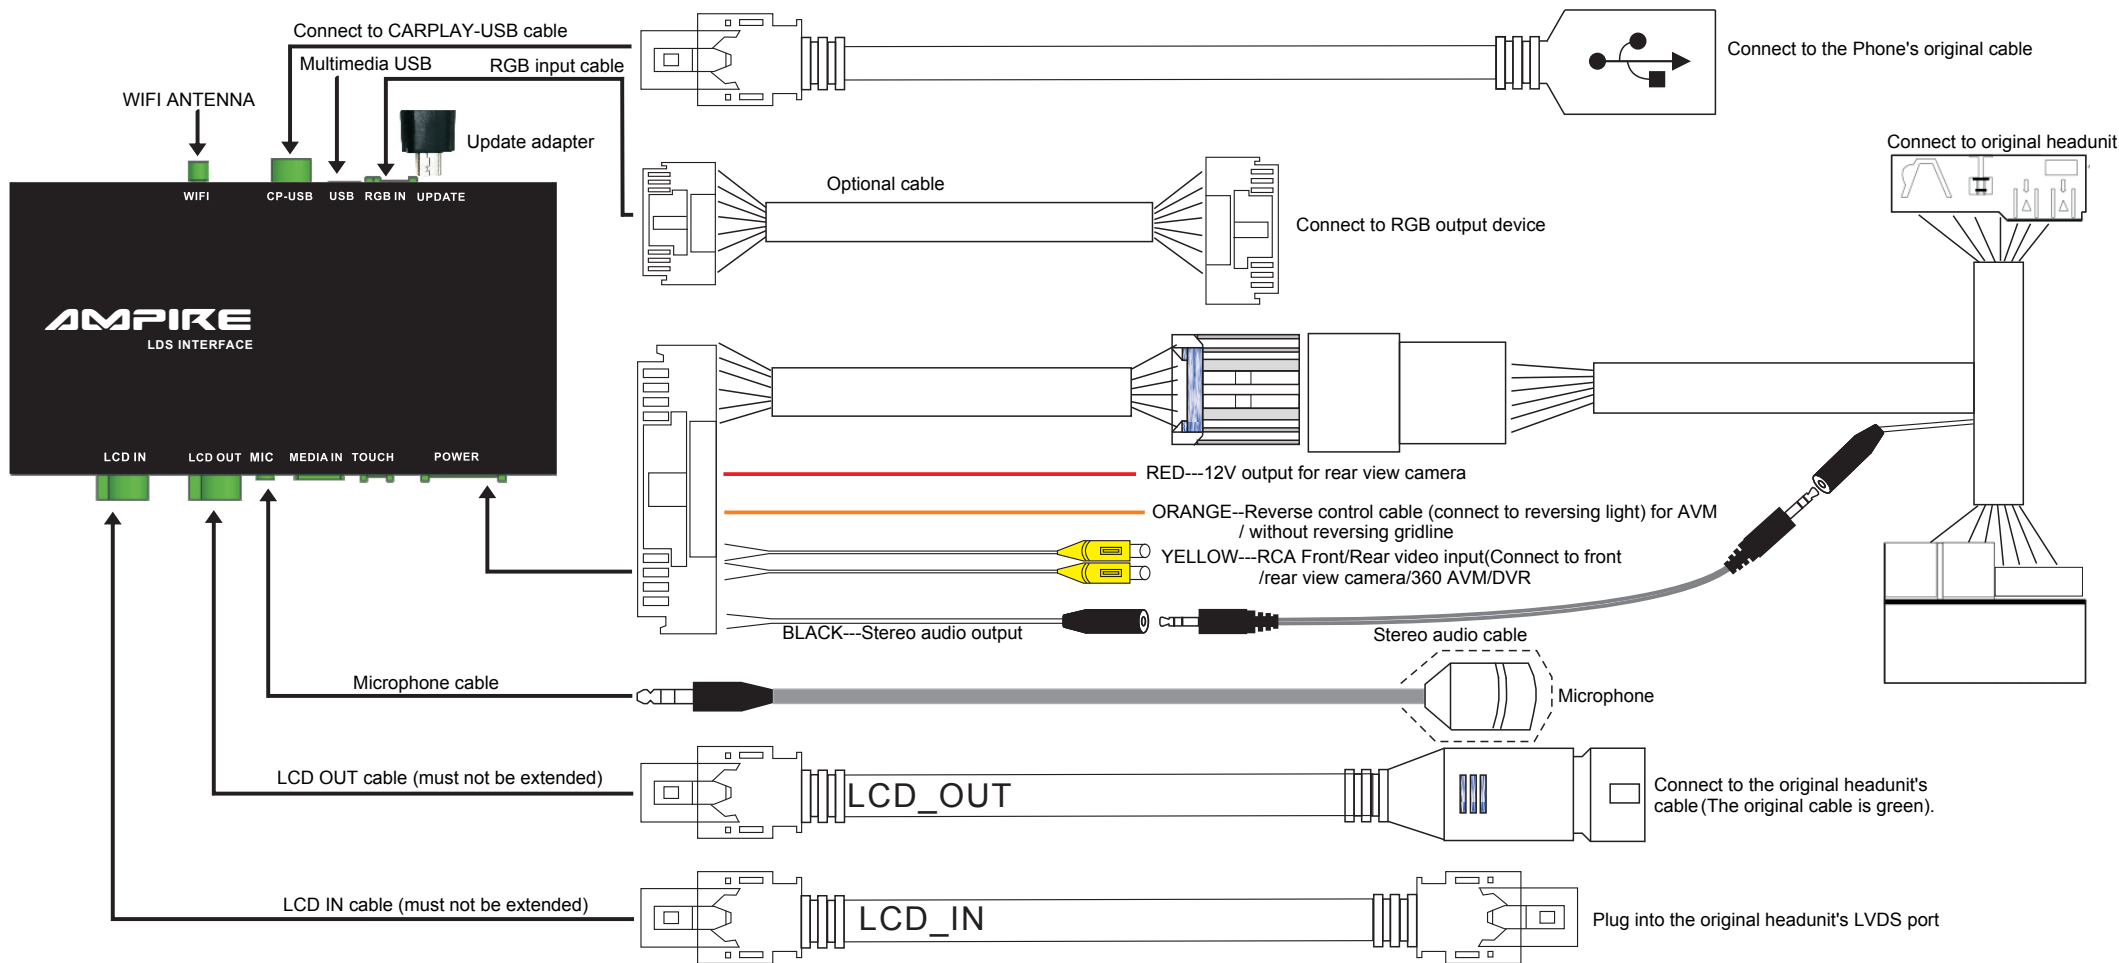 Connect to CARPLAY-USB cable
Multimedia USB
RGB input cable
WIFI ANTENNA
Update adapter
Connect to the Phone's original cable
Connect to original headunit
WIFI
CP-USB
USB
RGB IN
UPDATE
Optional cable
Connect to RGB output device
AMPIRE
LDS INTERFACE
LCD IN
LCD OUT
MIC
MEDIA IN
TOUCH
POWER
RED---12V output for rear view camera
ORANGE--Reverse control cable (connect to reversing light) for AVM
/ without reversing gridline
YELLOW---RCA Front/Rear video input(Connect to front
/rear view camera/360 AVM/DVR
BLACK---Stereo audio output
Stereo audio cable
Microphone cable
Microphone
LCD OUT cable (must not be extended)
LCD_OUT
Connect to the original headunit's
cable (The original cable is green).
LCD IN cable (must not be extended)
LCD_IN
Plug into the original headunit's LVDS port